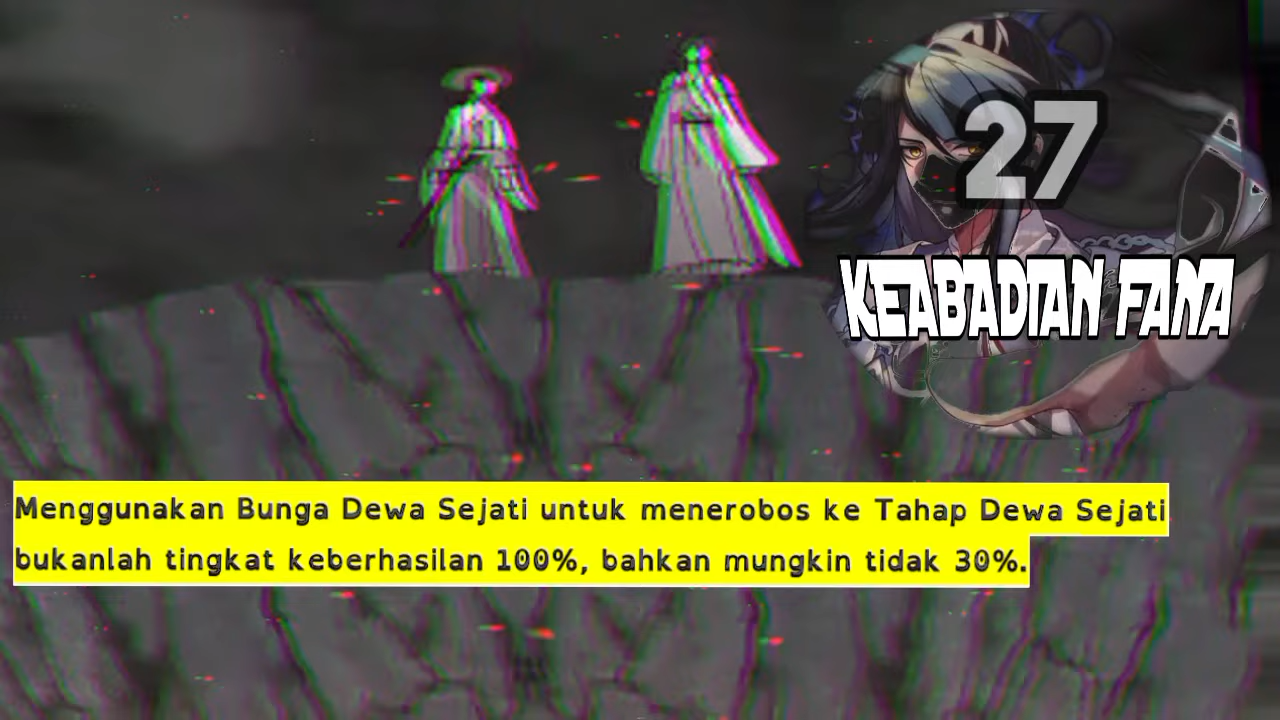 27
KEABADIAN FANA
Menggunakan Bunga Dewa Sejati untuk menerobos ke Tahap Dewa Sejati
bukanlah tingkat keberhasilan 100%, bahkan mungkin tidak 30%.